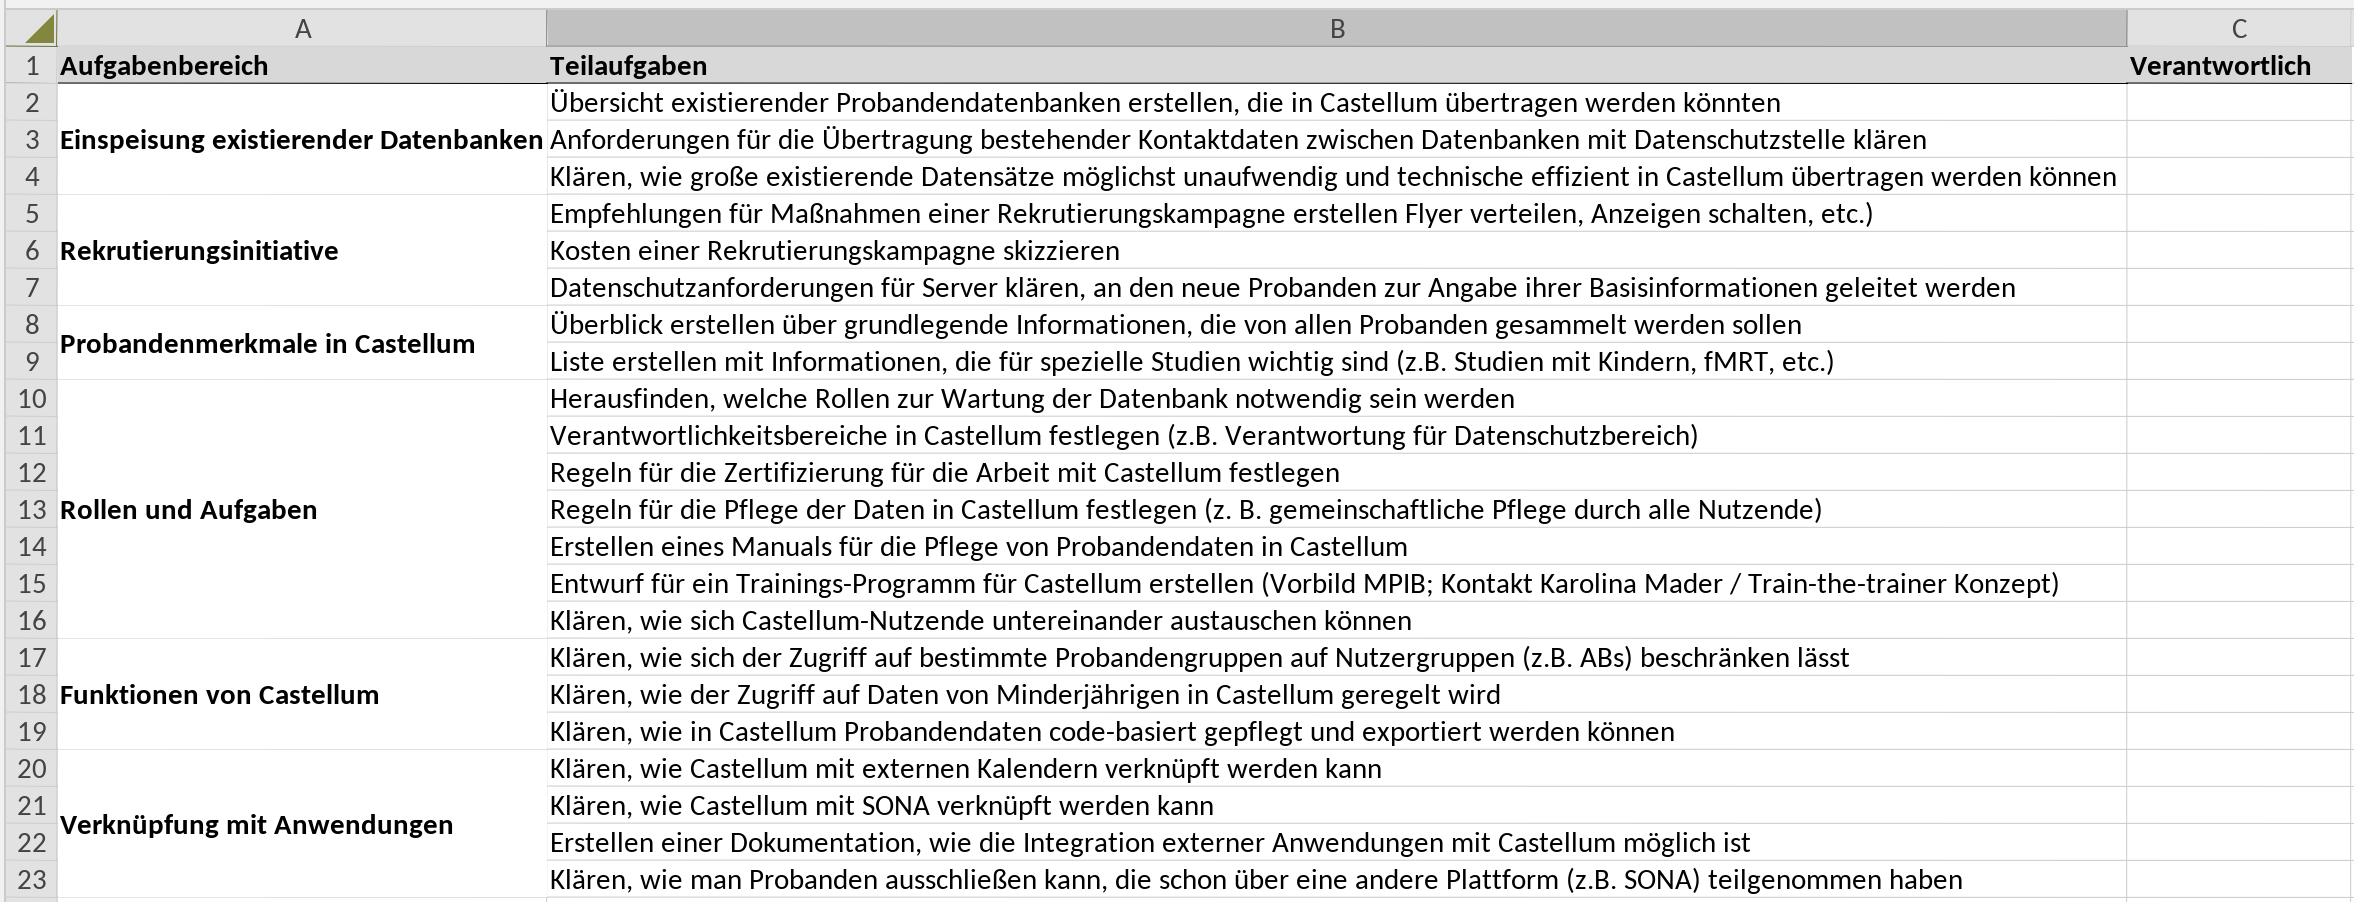 A B C
1 Aufgabenbereich Teilaufgaben Verantwortlich
2 Übersicht existierender Probandendatenbanken erstellen, die in Castellum übertragen werden könnten
3 Einspeisung existierender Datenbanken Anforderungen für die Übertragung bestehender Kontaktdaten zwischen Datenbanken mit Datenschutzstelle klären
4 Klären, wie große existierende Datensätze möglichst unaufwendig und technische effizient in Castellum übertragen werden können
5 Empfehlungen für Maßnahmen einer Rekrutierungskampagne erstellen Flyer verteilen, Anzeigen schalten, etc.)
6 Rekrutierungsinitiative Kosten einer Rekrutierungskampagne skizzieren
7 Datenschutzanforderungen für Server klären, an den neue Probanden zur Angabe ihrer Basisinformationen geleitet werden
8 Überblick erstellen über grundlegende Informationen, die von allen Probanden gesammelt werden sollen
Probandenmerkmale in Castellum
9 Liste erstellen mit Informationen, die für spezielle Studien wichtig sind (z.B. Studien mit Kindern, fMRT, etc.)
10 Herausfinden, welche Rollen zur Wartung der Datenbank notwendig sein werden
11 Verantwortlichkeitsbereiche in Castellum festlegen (z.B. Verantwortung für Datenschutzbereich)
12 Regeln für die Zertifizierung für die Arbeit mit Castellum festlegen
13 Rollen und Aufgaben Regeln für die Pflege der Daten in Castellum festlegen (z. B. gemeinschaftliche Pflege durch alle Nutzende)
14 Erstellen eines Manuals für die Pflege von Probandendaten in Castellum
15 Entwurf für ein Trainings-Programm für Castellum erstellen (Vorbild MPIB; Kontakt Karolina Mader / Train-the-trainer Konzept)
16 Klären, wie sich Castellum-Nutzende untereinander austauschen können
17 Klären, wie sich der Zugriff auf bestimmte Probandengruppen auf Nutzergruppen (z.B. ABs) beschränken lässt
18 Funktionen von Castellum Klären, wie der Zugriff auf Daten von Minderjährigen in Castellum geregelt wird
19 Klären, wie in Castellum Probandendaten code-basiert gepflegt und exportiert werden können
20 Klären, wie Castellum mit externen Kalendern verknüpft werden kann
21 Klären, wie Castellum mit SONA verknüpft werden kann
Verknüpfung mit Anwendungen
22 Erstellen einer Dokumentation, wie die Integration externer Anwendungen mit Castellum möglich ist
23 Klären, wie man Probanden ausschließen kann, die schon über eine andere Plattform (z.B. SONA) teilgenommen haben